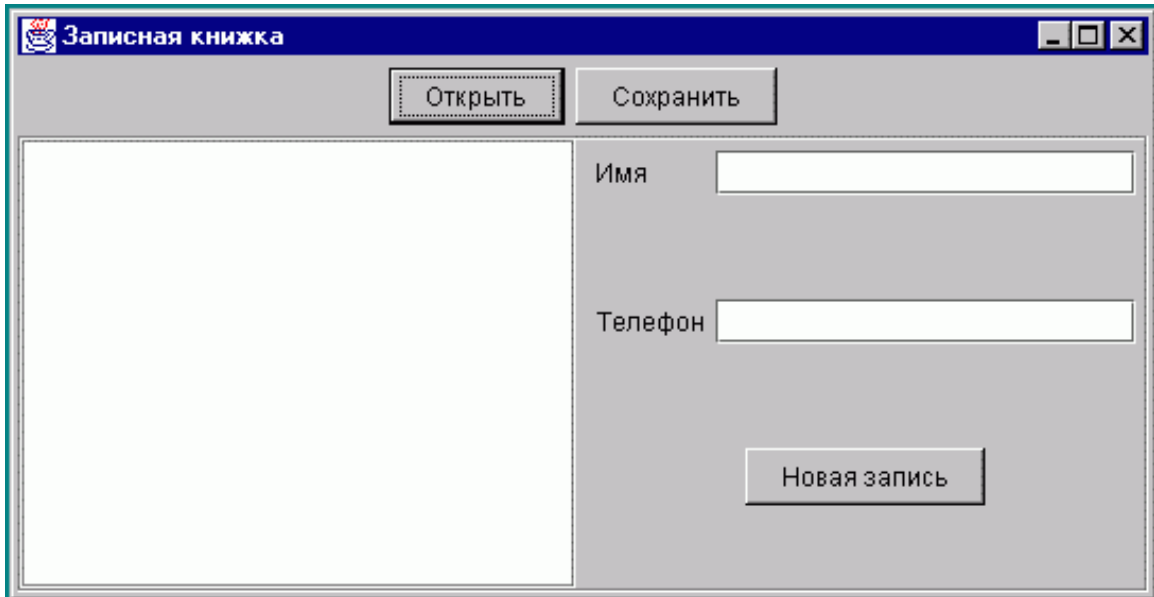 Записная книжка
Открыть Сохранить
Имя
Телефон
Новая запись